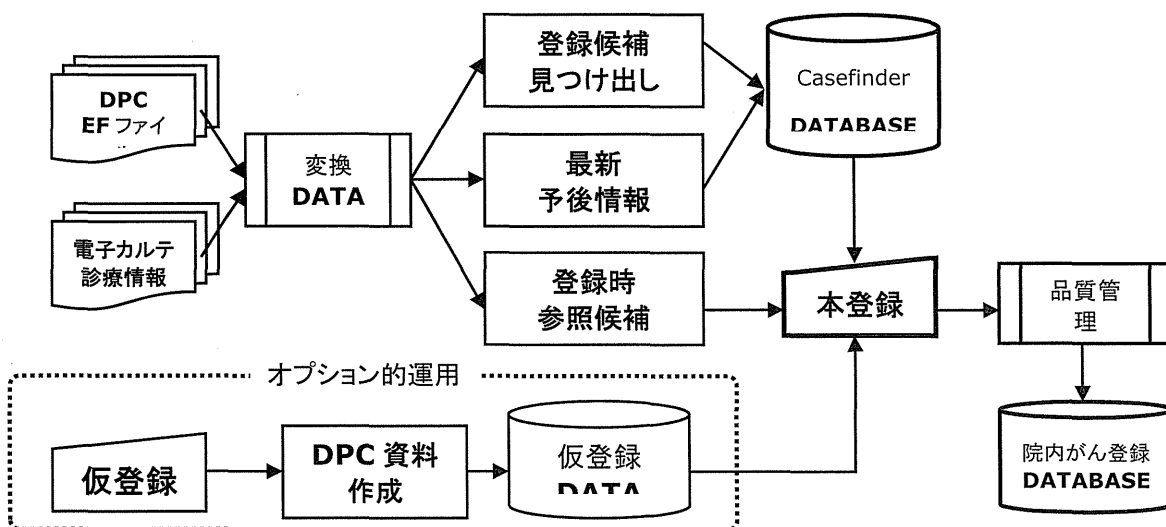 DPC
EF ファイ
電子カルテ
診療情報
変換
DATA
登録候補
見つけ出し
最新
予後情報
登録時
参照候補
Casefinder
DATABASE
本登録
品質管
理
院内がん登録
DATABASE
オプション的運用
仮登録
DPC 資料
作成
仮登録
DATA